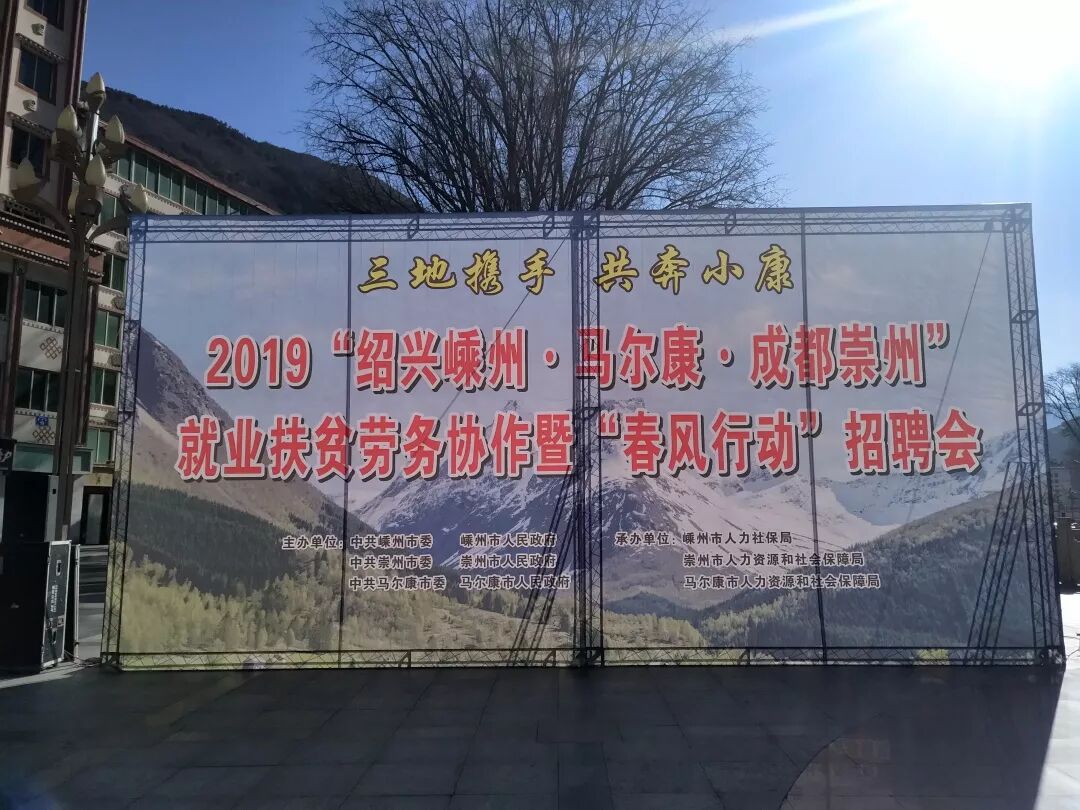 三地携手 共奔小康
2019“绍兴嵊州·马尔康·成都崇州”
就业扶贫劳务协作暨“春风行动”招聘会
主办单位：中共嵊州市委 嵊州市人民政府
中共崇州市委 崇州市人民政府
中共马尔康市委 马尔康市人民政府
承办单位：嵊州市人力社保局
崇州市人力资源和社会保障局
马尔康市人力资源和社会保障局